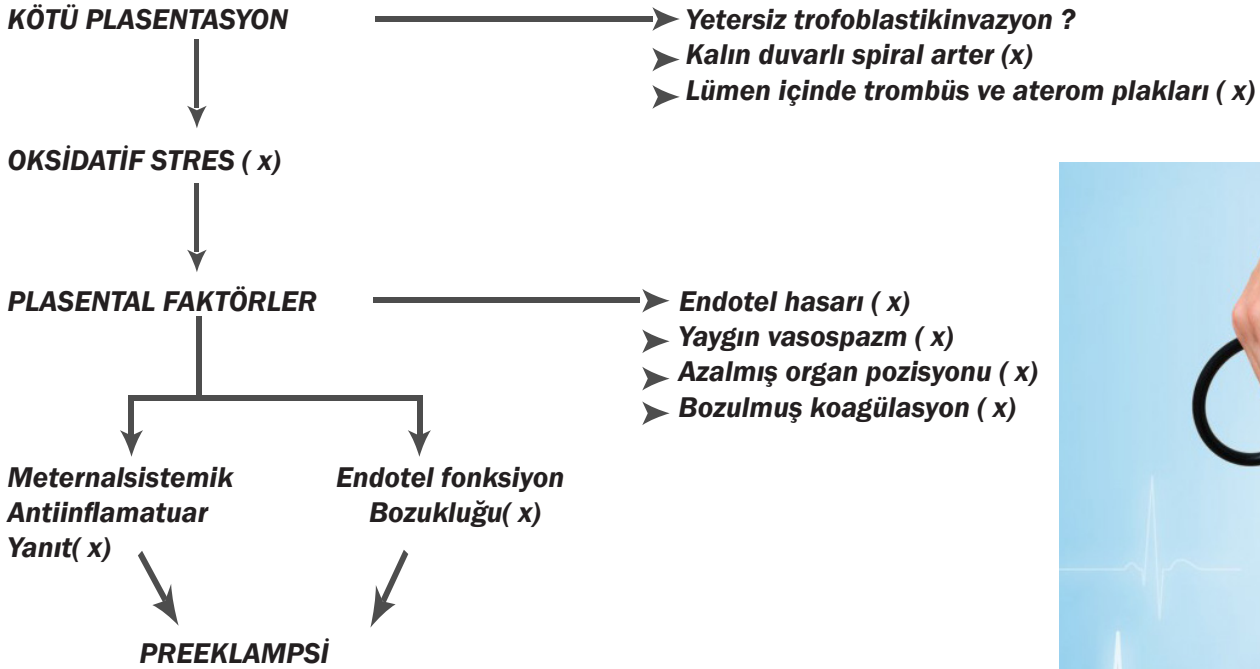 KÖTÜ PLASENTASYON
Yetersiz trofoblastikinvazyon ?
Kalın duvarlı spiral arter (x)
Lümen içinde trombüs ve aterom plakları ( x)
OKSİDATİF STRES ( x)
PLASENTAL FAKTÖRLER
Endotel hasarı ( x)
Yaygın vasospazm ( x)
Azalmış organ pozisyonu ( x)
Bozulmuş koagülasyon ( x)
Meternalsistemik
Antiinflamatuar
Yanıt( x)
Endotel fonksiyon
Bozukluğu( x)
PREEKLAMPSİ